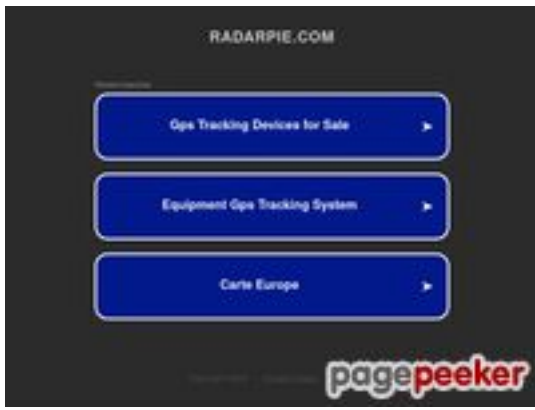 RADARPIE.COM
Gps Tracking Devices for Sale
Equipment Gps Tracking System
Carte Europe
pagepeeker